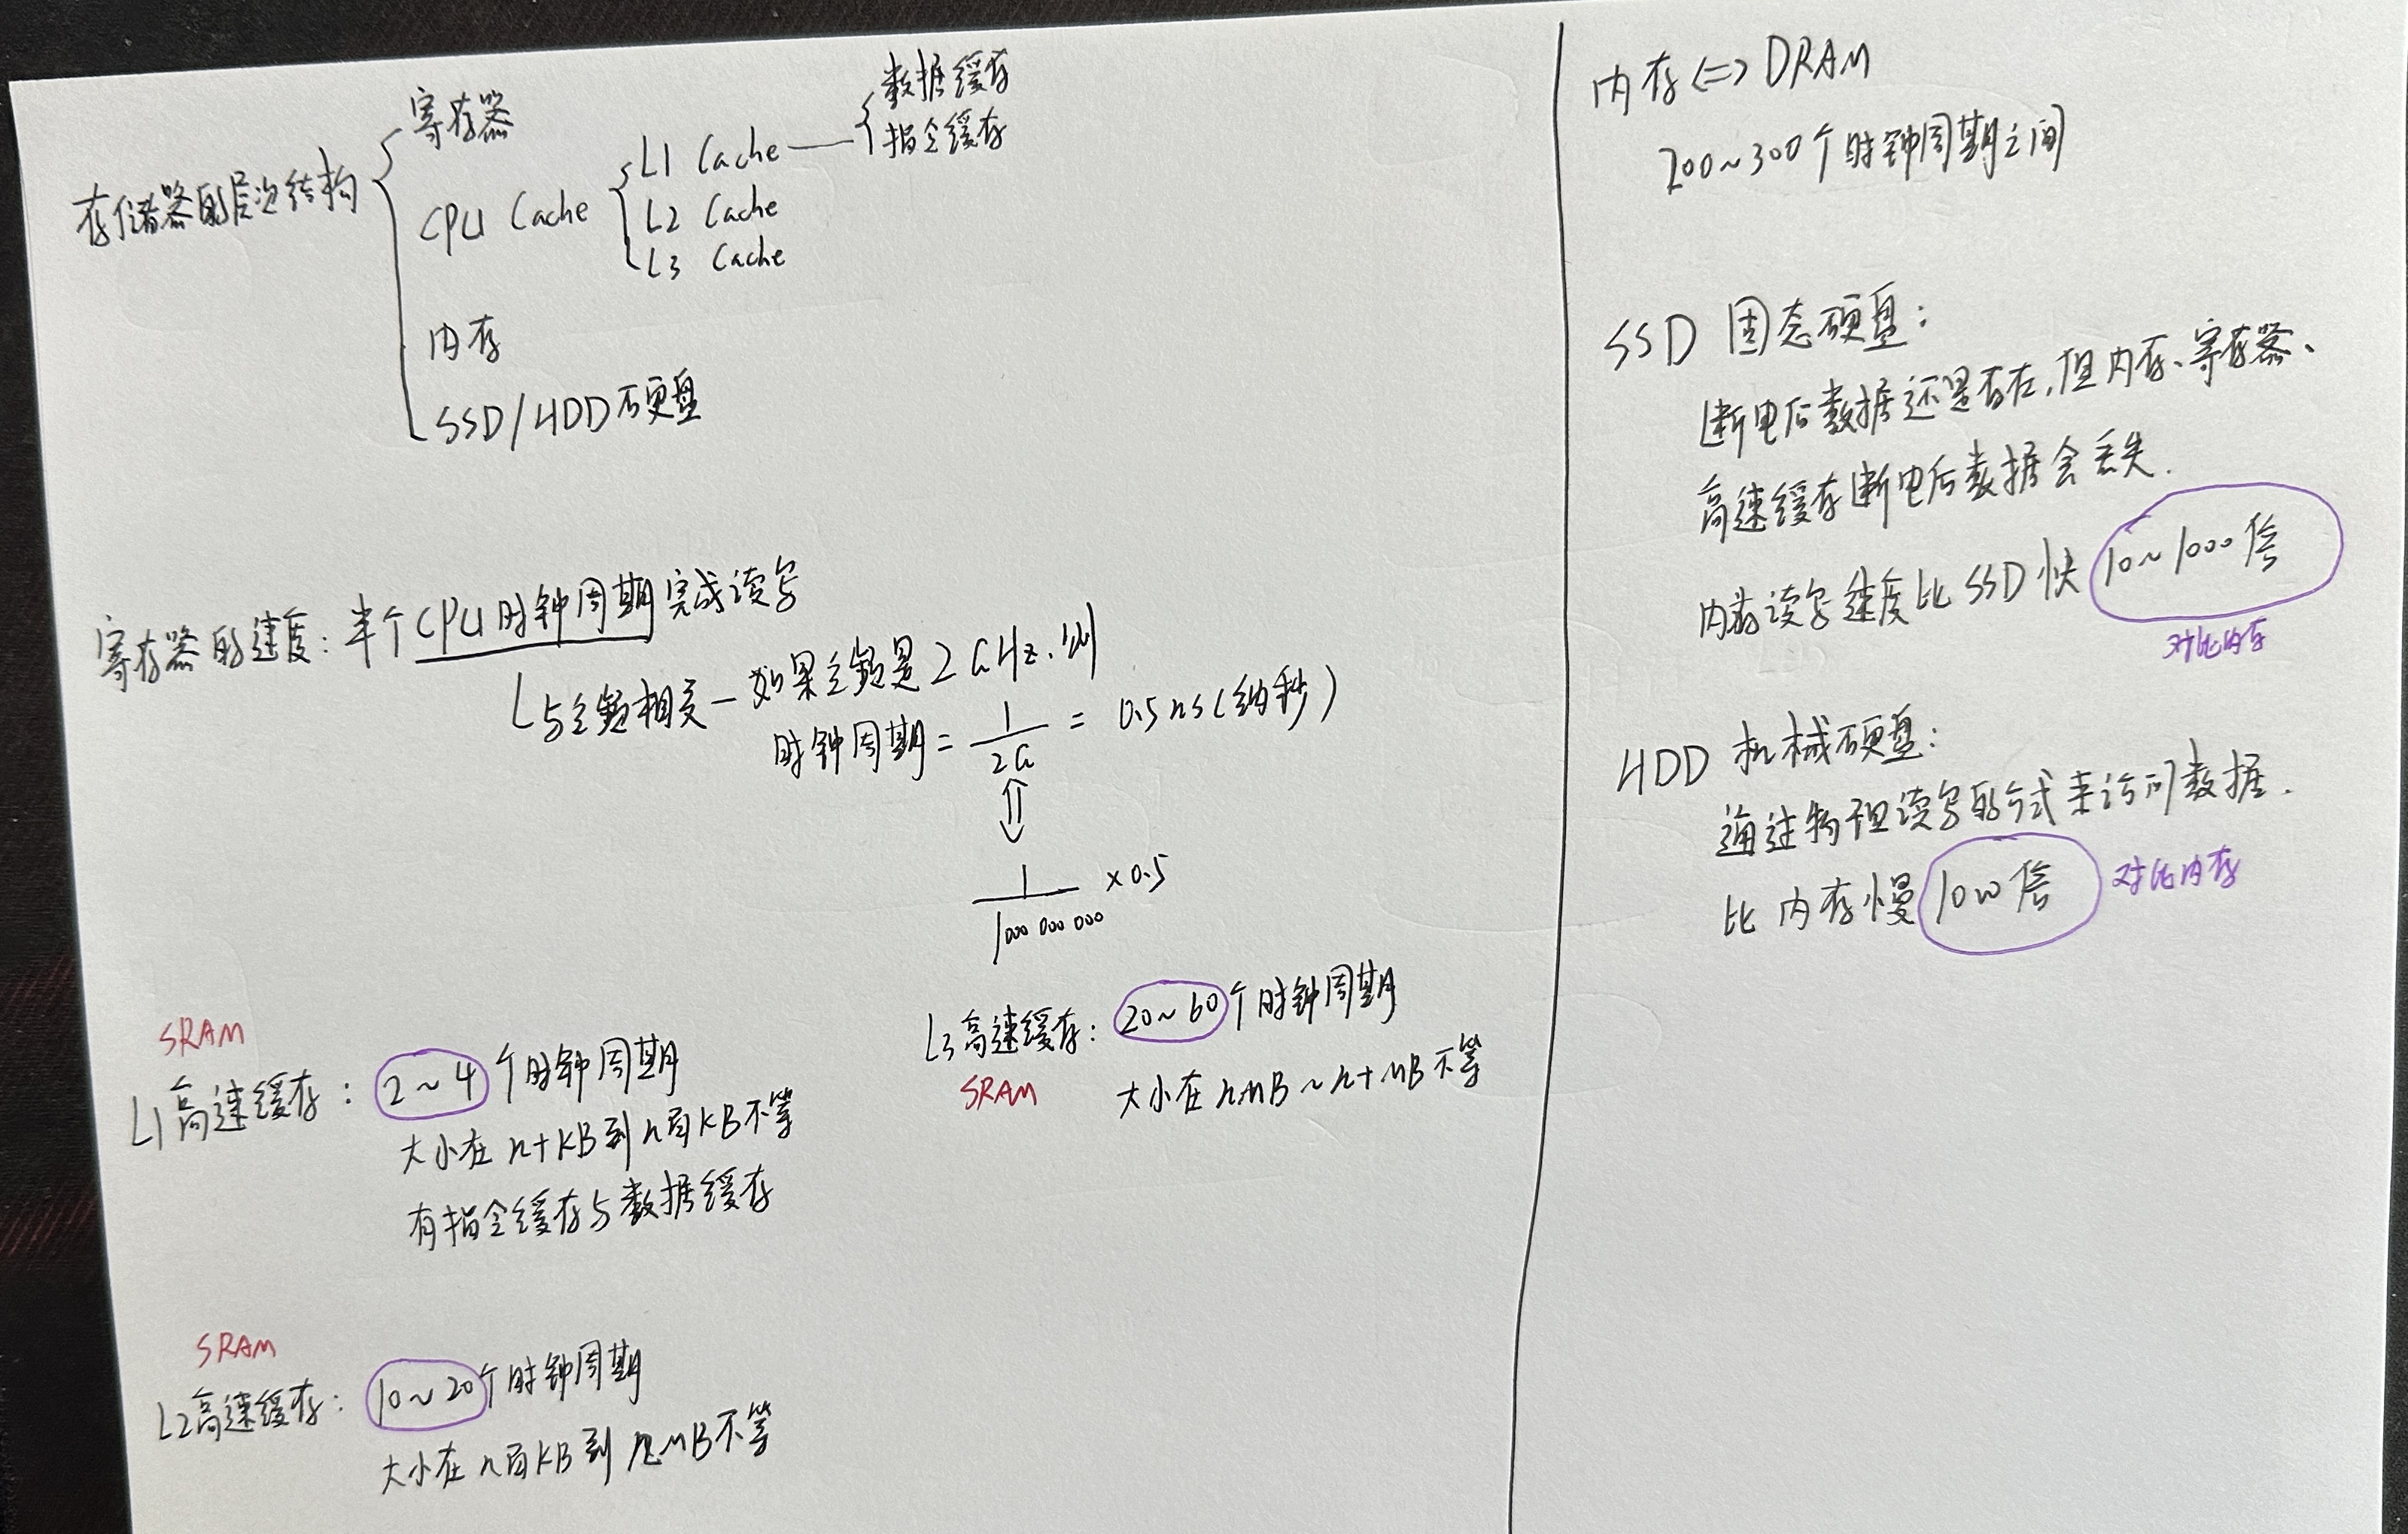 存储器的层次结构
寄存器
CPU Cache
L1 Cache
数据缓存
指令缓存
L2 Cache
L3 Cache
内存
SSD/HDD硬盘
寄存器的速度：半个CPU时钟周期完成读写
与主频相关 — 如果主频是2GHz，则
时钟周期 = 1/2G = 0.5ns(纳秒)
1/1000 000 000 × 0.5
SRAM
L1高速缓存：2~4个时钟周期
大小在n十KB到n百KB不等
有指令缓存与数据缓存
SRAM
L2高速缓存：10~20个时钟周期
大小在n百KB到nMB不等
L3高速缓存：20~60个时钟周期
SRAM
大小在nMB~n十MB不等
内存<=>DRAM
200~300个时钟周期之间
SSD 固态硬盘：
断电后数据还是存在，但内存、寄存器、
高速缓存断电后数据会丢失.
内存读写速度比SSD快10~1000倍
对比内存
HDD 机械硬盘：
通过物理读写的方式来访问数据.
比内存慢10w倍 对比内存